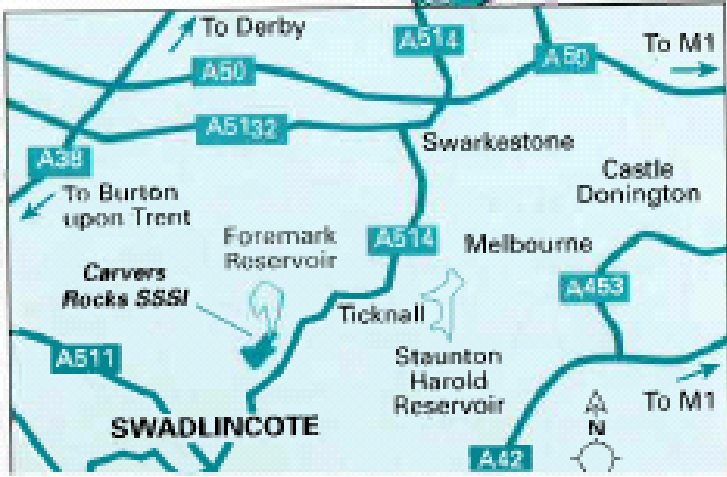 To Derby
A514
To M1
A50
A50
A5132
Swarkestone
A38
Castle
Donington
To Burton
upon Trent
Foremark
Reservoir
A514
Melbourne
Carvers
Rocks SSSI
A453
Ticknall
A511
Staunton
Harold
Reservoir
To M1
N
SWADLINCOTE
A42